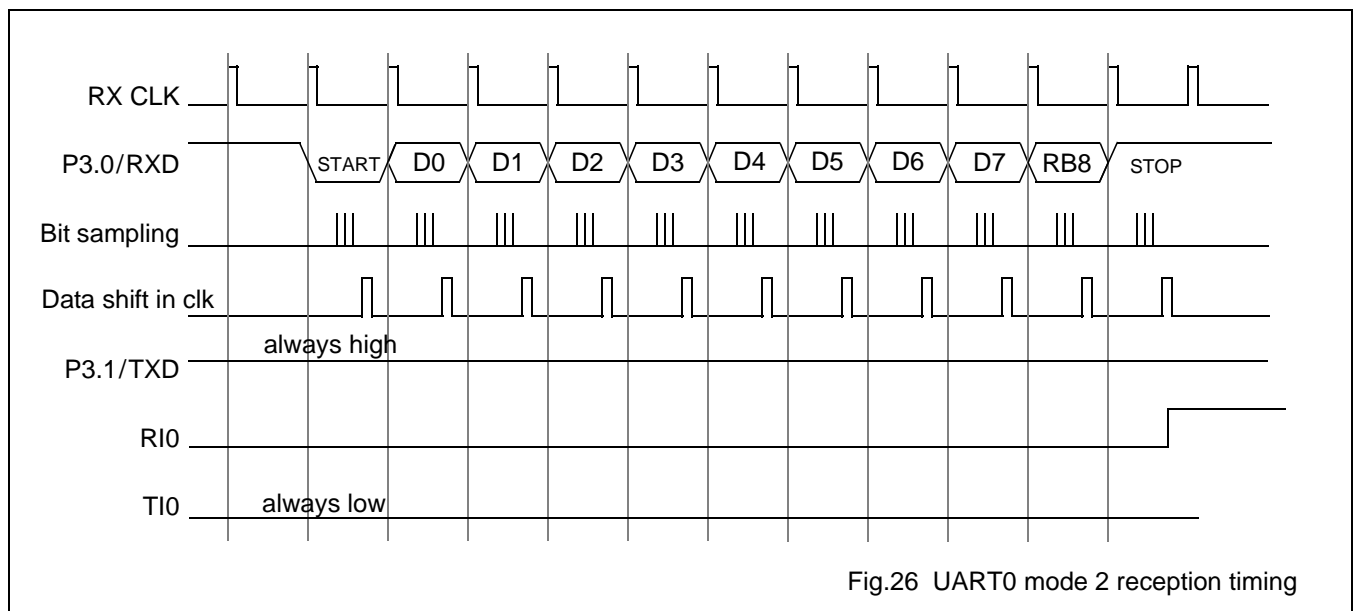 RX CLK
P3.0/RXD
START D0 D1 D2 D3 D4 D5 D6 D7 RB8 STOP
Bit sampling
Data shift in clk
always high
P3.1/TXD
RI0
TI0 always low
Fig.26 UART0 mode 2 reception timing